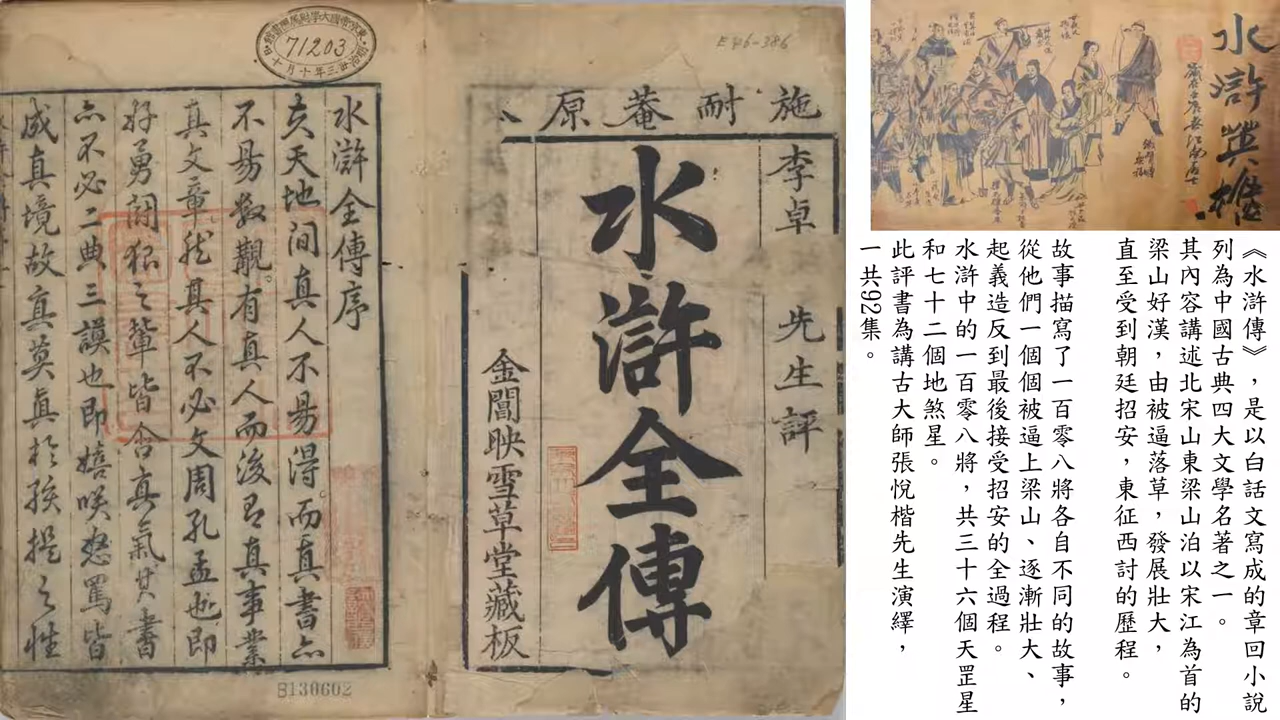 水滸英雄
《水滸傳》，是以白話文寫成的章回小說
列為中國古典四大文學名著之一。
其內容講述北宋山東梁山泊以宋江為首的
梁山好漢，由被逼落草，發展壯大，
直至受到朝廷招安，東征西討的歷程。
故事描寫了一百零八將各自不同的故事，
從他們一個個被逼上梁山、逐漸壯大、
起義造反到最後接受招安的全過程。
水滸中的一百零八將，共三十六個天罡星
和七十二個地煞星。
此評書為講古大師張悅楷先生演繹，
一共92集。
E46-386
施耐菴原
李卓 先生評
水滸全傳
金閶映雪草堂藏板
71203
水滸全傳序
夫天地間真人不易得。而真書亦
不易數觀。有真人而後有真事業
真文章。然其人不必文周孔孟也即
好勇鬪狠之輩皆含真氣其書
亦不必二典三謨也即嬉咲怒罵皆
成真境故真莫真於孩提之性
8130602